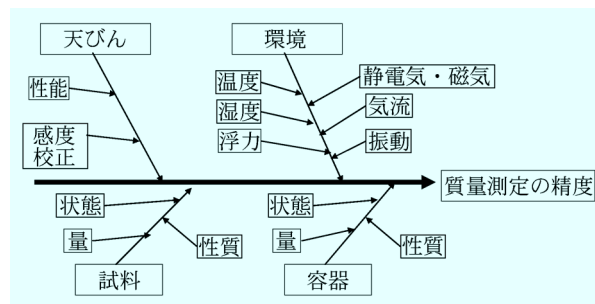 天びん
環境
性能
感度
校正
温度
湿度
浮力
静電気・磁気
気流
振動
質量測定の精度
状態
量
性質
試料
状態
量
性質
容器